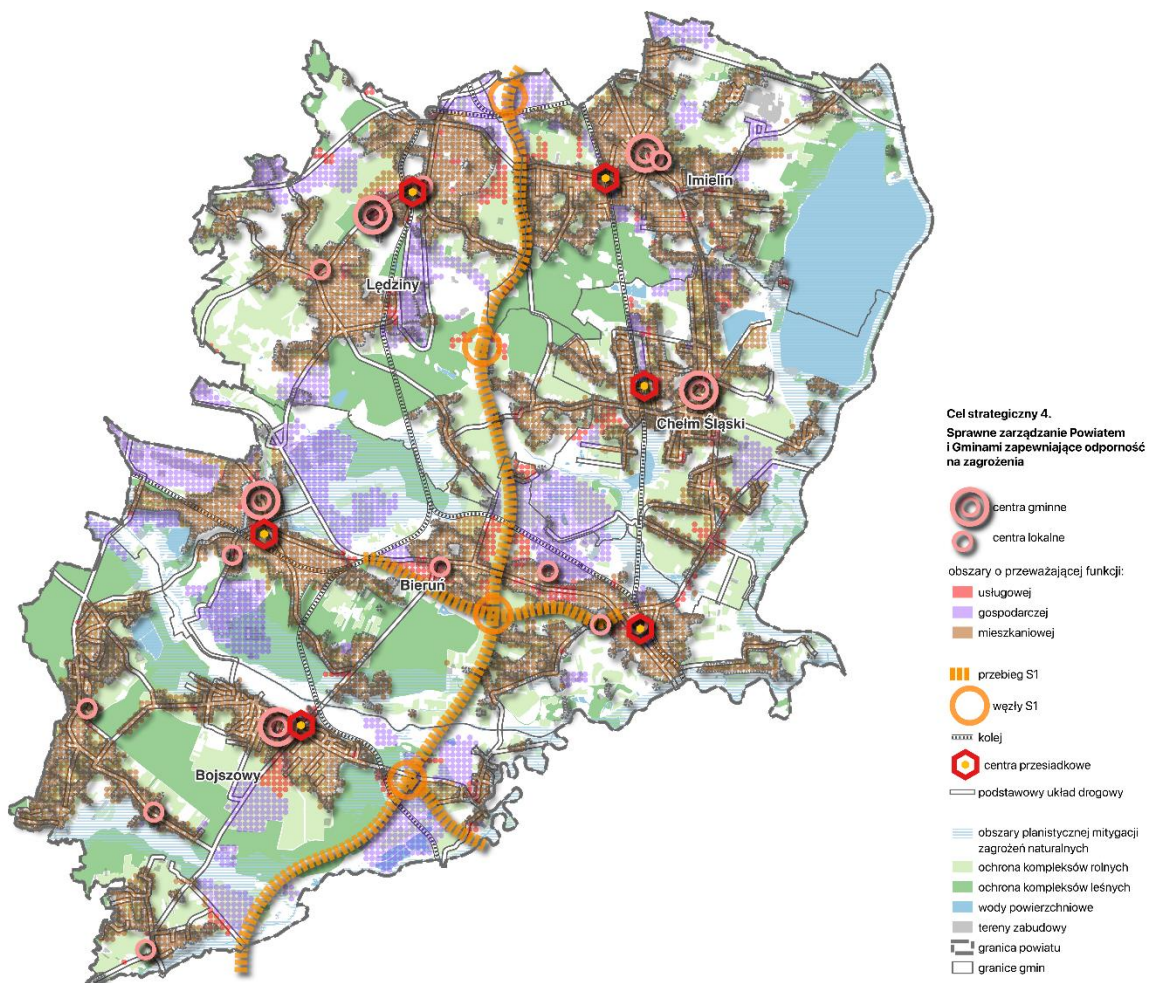 Imielin
Lędziny
Chełm Śląski
Bieruń
Bojszowy
Cel strategiczny 4.
Sprawne zarządzanie Powiatem
i Gminami zapewniające odporność
na zagrożenia
centra gminne
centra lokalne
obszary o przeważającej funkcji:
usługowej
gospodarczej
mieszkaniowej
przebieg S1
węzły S1
kolej
centra przesiadkowe
podstawowy układ drogowy
obszary planistycznej mitygacji
zagrożeń naturalnych
ochrona kompleksów rolnych
ochrona kompleksów leśnych
wody powierzchniowe
tereny zabudowy
granica powiatu
granice gmin